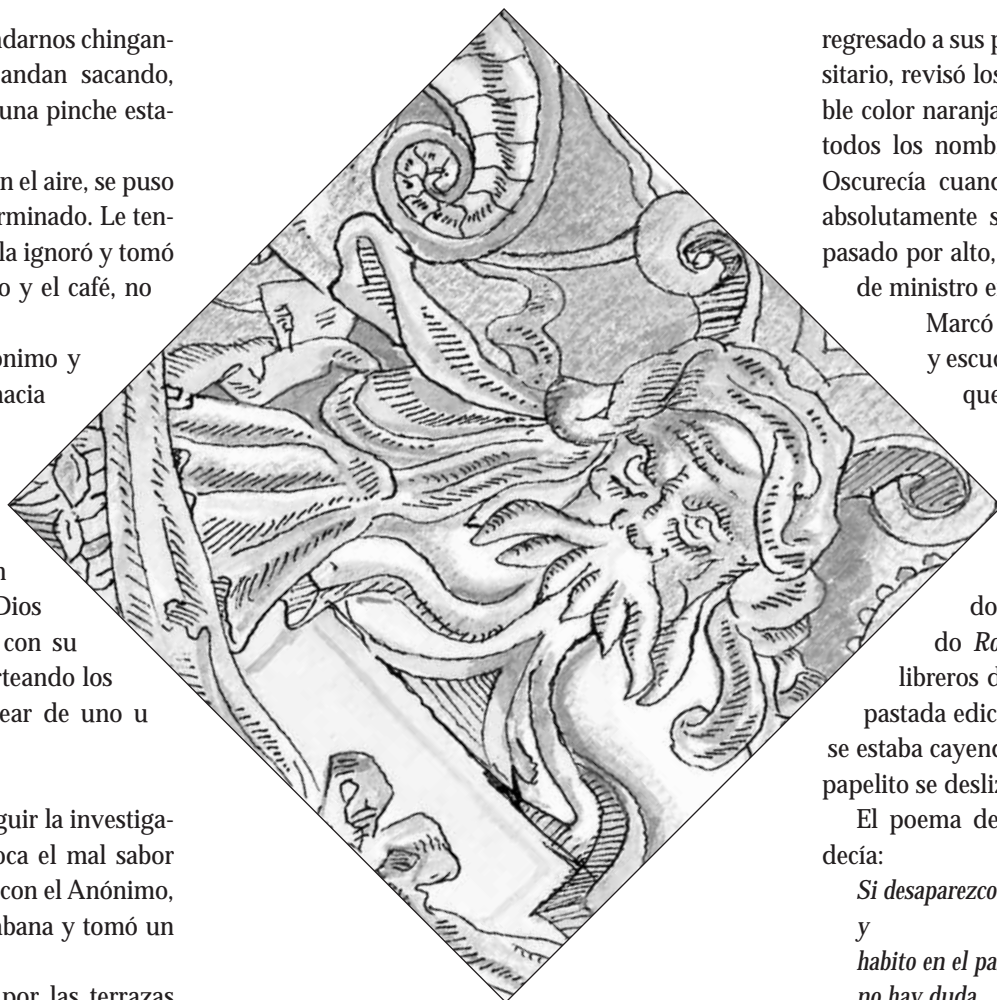 darnos chingan-
andan sacando,
una pinche esta-
n el aire, se puso
rminado. Le ten-
la ignoró y tomó
o y el café, no
ónimo y
hacia
n
Dios
con su
rteando los
ear de uno u
guir la investiga-
oca el mal sabor
con el Anónimo,
bana y tomó un
por las terrazas
regresado a sus p
sitario, revisó los
ble color naranja
todos los nomb
Oscurecía cuand
absolutamente s
pasado por alto,
de ministro e
Marcó
y escuc
que
do
do Ro
libreros d
pastada edic
se estaba cayend
papelito se desliz
El poema de
decía:
Si desaparezco
y
habito en el pa
no hay duda